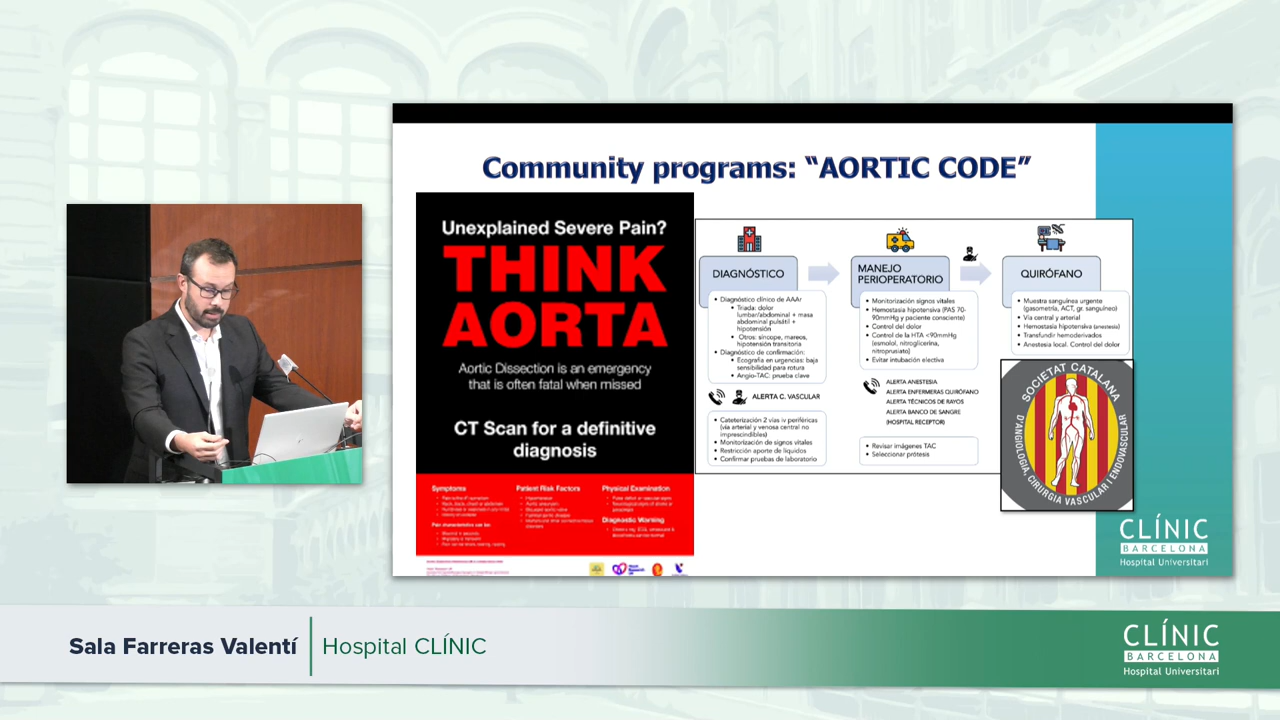 Community programs: “AORTIC CODE”
Unexplained Severe Pain?
THINK
AORTA
Aortic Dissection is an emergency
that is often fatal when missed
CT Scan for a definitive
diagnosis
Symptoms
Patient Risk Factors
Physical Examination
Diagnostic Warning
DIAGNÓSTICO
• Diagnóstico clínico de AAAr
• Triada: dolor
lumbar/abdominal + masa
abdominal pulsátil +
hipotensión
• Otros: síncope, mareos,
hipotensión transitoria
• Diagnóstico de confirmación:
• Ecografía en urgencias: baja
sensibilidad para rotura
• Angio-TAC: prueba clave
ALERTA C. VASCULAR
• Cateterización 2 vías iv periféricas
(vía arterial y venosa central no
imprescindibles)
• Monitorización de signos vitales
• Restricción aporte de líquidos
• Confirmar pruebas de laboratorio
MANEJO
PERIOPERATORIO
• Monitorización signos vitales
• Hemostasia hipotensiva (PAS 70-
90mmHg y paciente consciente)
• Control del dolor
• Control de la HTA <90mmHg
(esmolol, nitroglicerina,
nitroprusiato)
• Evitar intubación electiva
ALERTA ANESTESIA
ALERTA ENFERMERAS QUIRÓFANO
ALERTA TÉCNICOS DE RAYOS
ALERTA BANCO DE SANGRE
(HOSPITAL RECEPTOR)
• Revisar imágenes TAC
• Seleccionar prótesis
QUIRÓFANO
• Muestra sanguínea urgente
(gasometría, ACT, gr. sanguíneo)
• Vía central y arterial
• Hemostasia hipotensiva (anestesia)
• Transfundir hemoderivados
• Anestesia local. Control del dolor
SOCIETAT CATALANA
D'ANGIOLOGIA, CIRURGIA VASCULAR I ENDOVASCULAR
CLÍNIC
BARCELONA
Hospital Universitari
Sala Farreras Valentí
Hospital CLÍNIC
CLÍNIC
BARCELONA
Hospital Universitari